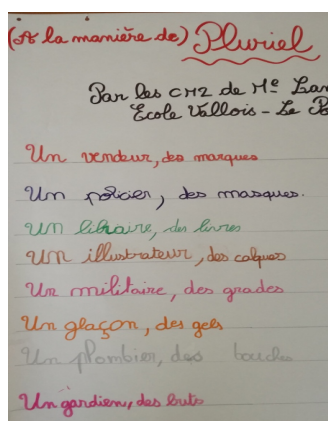 (A la manière de) Pluriel
Par les CM2 de Me Lan
Ecole Vallois - Le
Un vendeur, des marques
Un policier, des masques.
Un libraire, des livres
Un illustrateur, des calques
Un militaire, des grades
Un glaçon, des gels
Un plombier, des
Un gardien, des buts